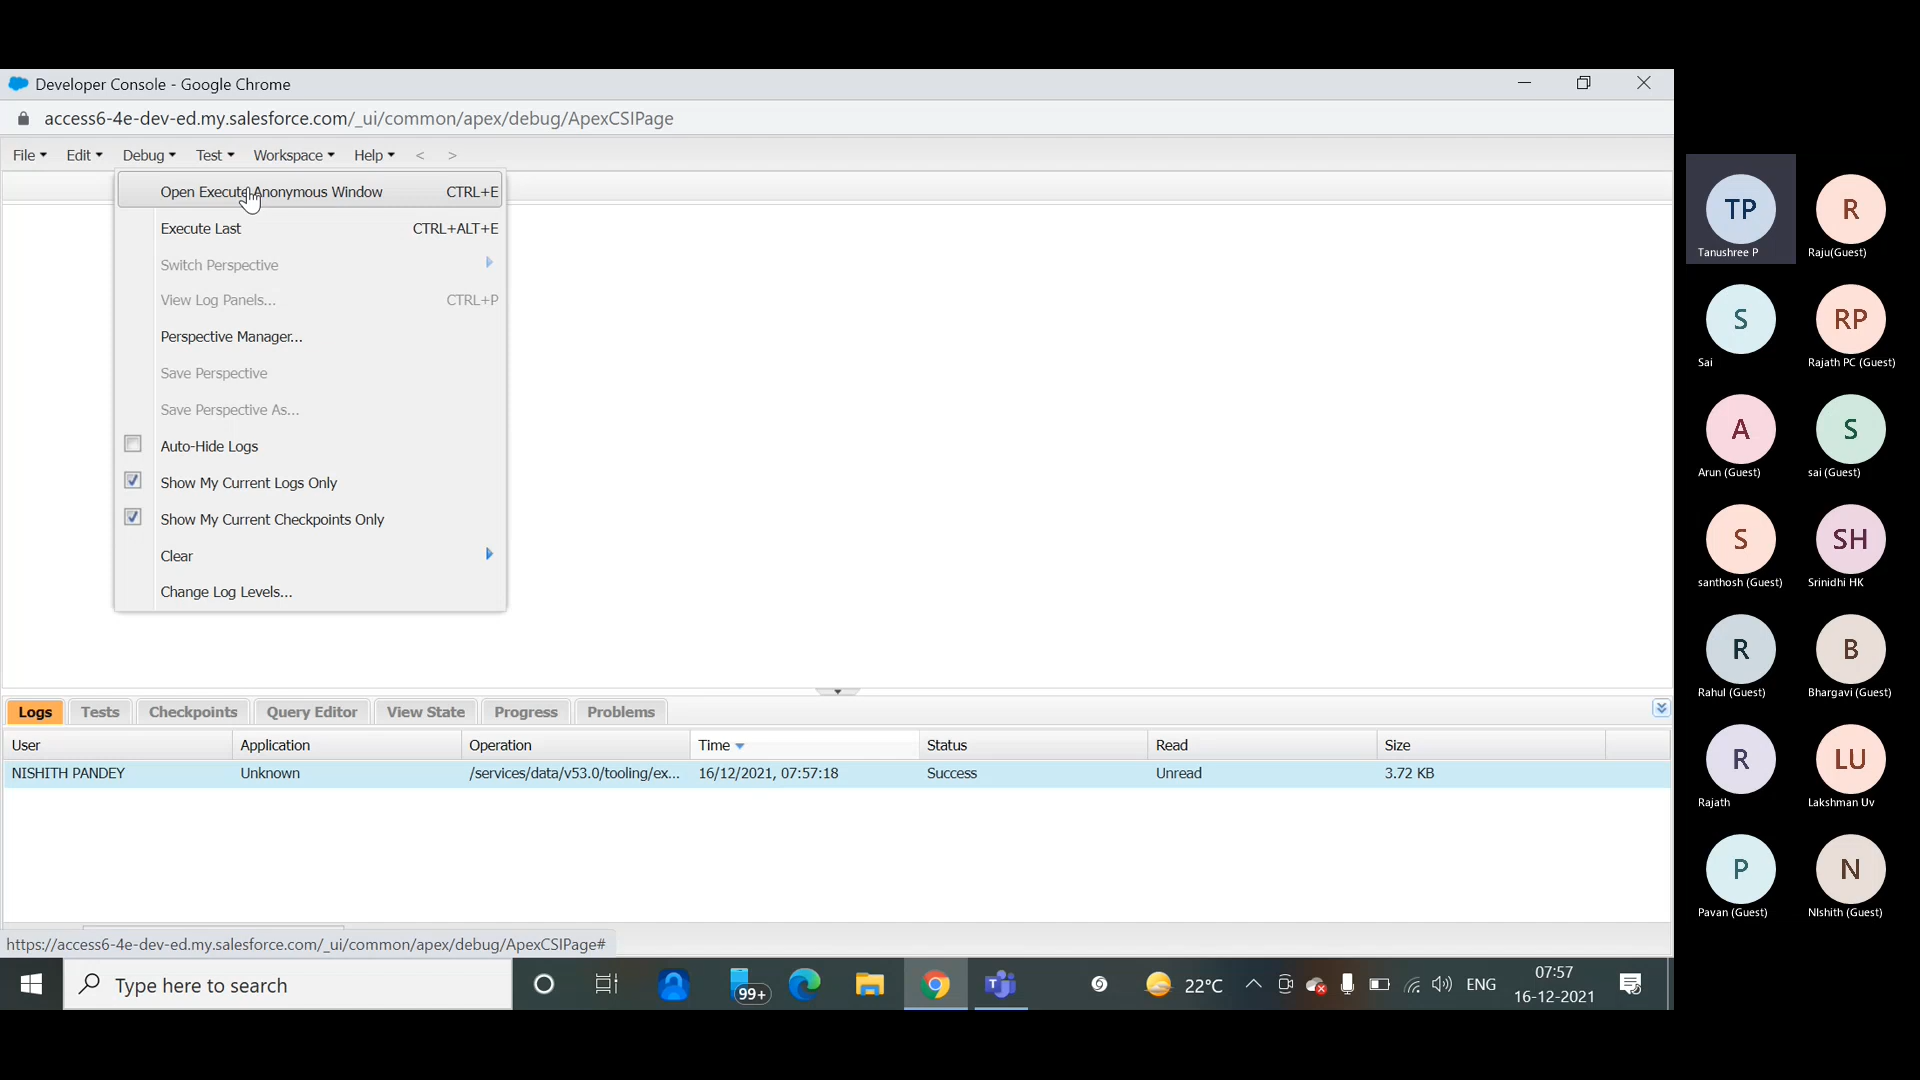 Developer Console - Google Chrome
access6-4e-dev-ed.my.salesforce.com/_ui/common/apex/debug/ApexCSIPage
File Edit Debug Test Workspace Help < >
Open Execute Anonymous Window CTRL+E
Execute Last CTRL+ALT+E
Switch Perspective
View Log Panels... CTRL+P
Perspective Manager...
Save Perspective
Save Perspective As...
Auto-Hide Logs
Show My Current Logs Only
Show My Current Checkpoints Only
Clear
Change Log Levels...
Logs Tests Checkpoints Query Editor View State Progress Problems
User Application Operation Time Status Read Size
NISHITH PANDEY Unknown /services/data/v53.0/tooling/ex... 16/12/2021, 07:57:18 Success Unread 3.72 KB
https://access6-4e-dev-ed.my.salesforce.com/_ui/common/apex/debug/ApexCSIPage#
Type here to search
99+
22°C
ENG
07:57
16-12-2021
TP R
Tanushree P Raju(Guest)
S RP
Sai Rajath PC (Guest)
A S
Arun (Guest) sai (Guest)
S SH
santhosh (Guest) Srinidhi HK
R B
Rahul (Guest) Bhargavi (Guest)
R LU
Rajath Lakshman Uv
P N
Pavan (Guest) NIshith (Guest)